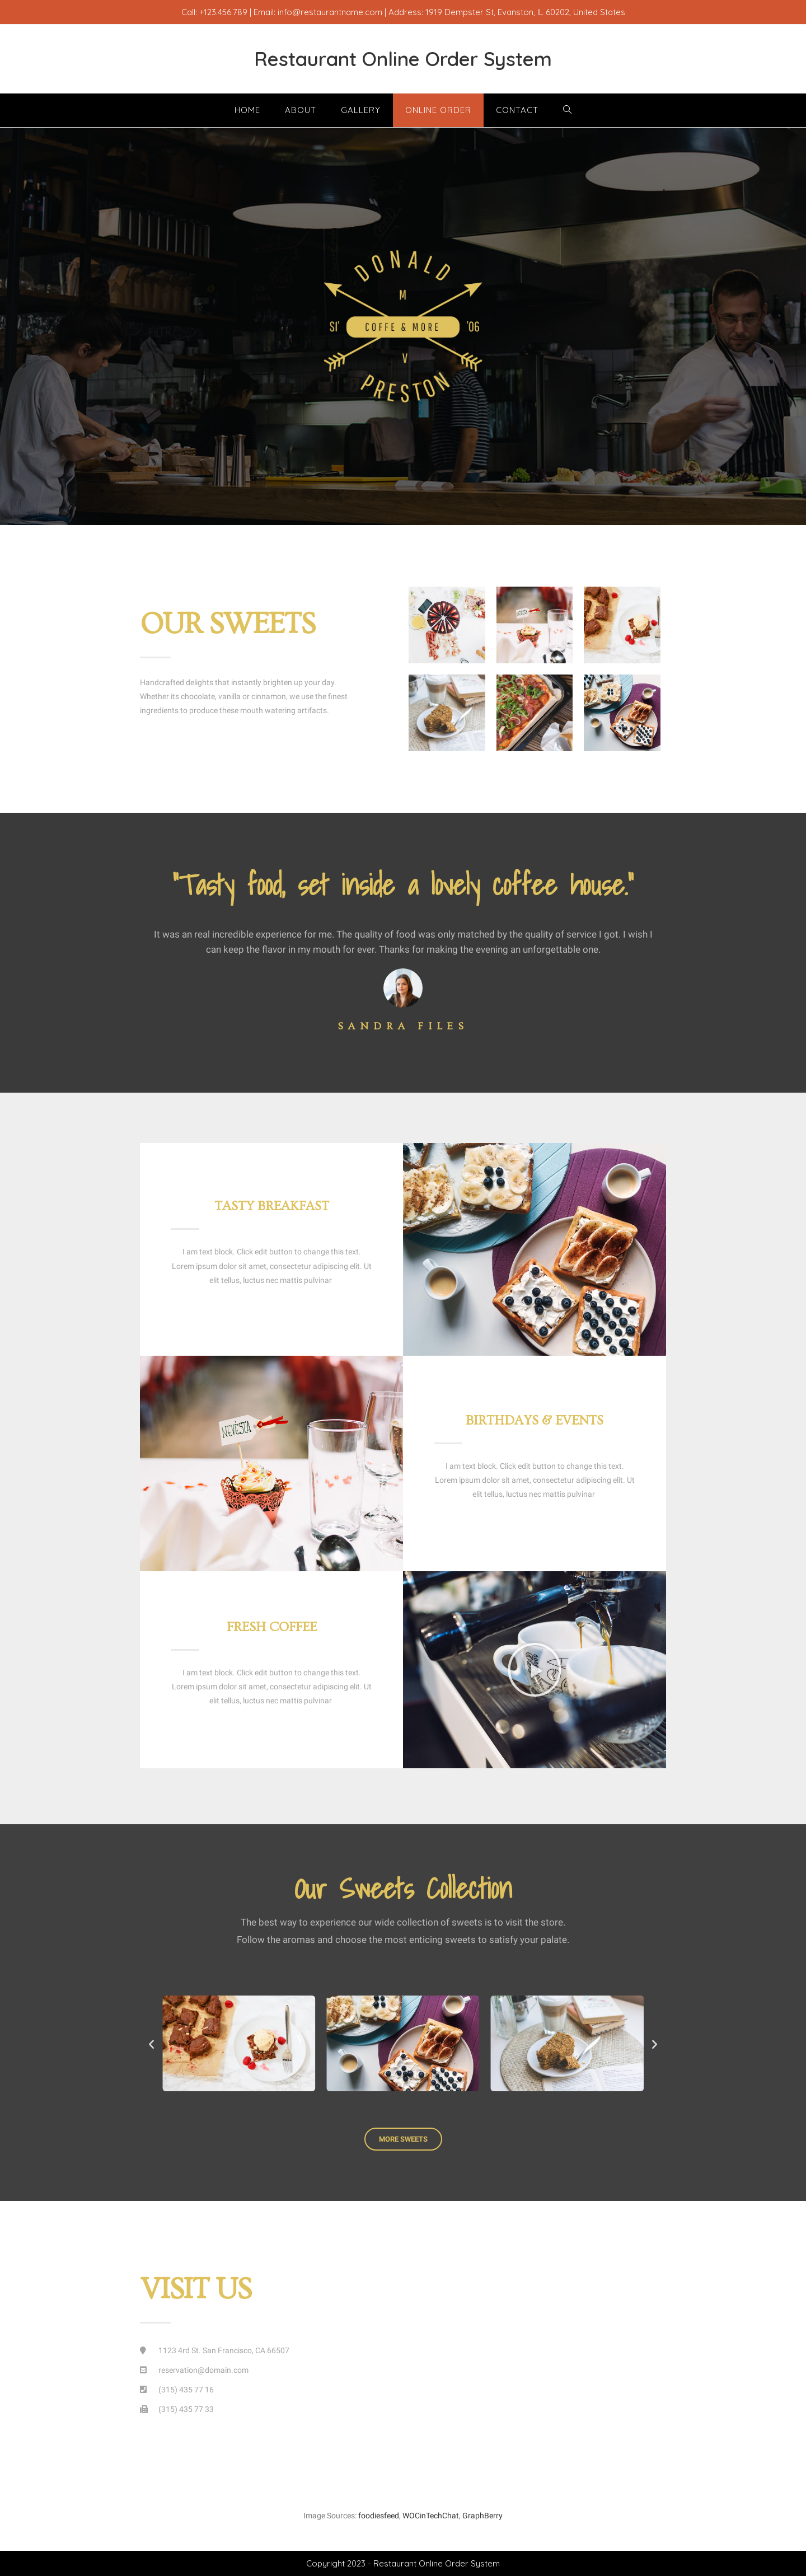 Call: +123.456.789 | Email: info@restaurantname.com | Address: 1919 Dempster St, Evanston, IL 60202, United States
Restaurant Online Order System
HOME ABOUT GALLERY ONLINE ORDER CONTACT
DONALD
M
SI' COFFE & MORE '06
V
PRESTON
OUR SWEETS
Handcrafted delights that instantly brighten up your day.
Whether its chocolate, vanilla or cinnamon, we use the finest
ingredients to produce these mouth watering artifacts.
"Tasty food, set inside a lovely coffee house."
It was an real incredible experience for me. The quality of food was only matched by the quality of service I got. I wish I
can keep the flavor in my mouth for ever. Thanks for making the evening an unforgettable one.
SANDRA FILES
TASTY BREAKFAST
I am text block. Click edit button to change this text.
Lorem ipsum dolor sit amet, consectetur adipiscing elit. Ut
elit tellus, luctus nec mattis pulvinar
NEVĚSTA
BIRTHDAYS & EVENTS
I am text block. Click edit button to change this text.
Lorem ipsum dolor sit amet, consectetur adipiscing elit. Ut
elit tellus, luctus nec mattis pulvinar
FRESH COFFEE
I am text block. Click edit button to change this text.
Lorem ipsum dolor sit amet, consectetur adipiscing elit. Ut
elit tellus, luctus nec mattis pulvinar
Our Sweets Collection
The best way to experience our wide collection of sweets is to visit the store.
Follow the aromas and choose the most enticing sweets to satisfy your palate.
MORE SWEETS
VISIT US
1123 4rd St. San Francisco, CA 66507
reservation@domain.com
(315) 435 77 16
(315) 435 77 33
Image Sources: foodiesfeed, WOCinTechChat, GraphBerry
Copyright 2023 - Restaurant Online Order System